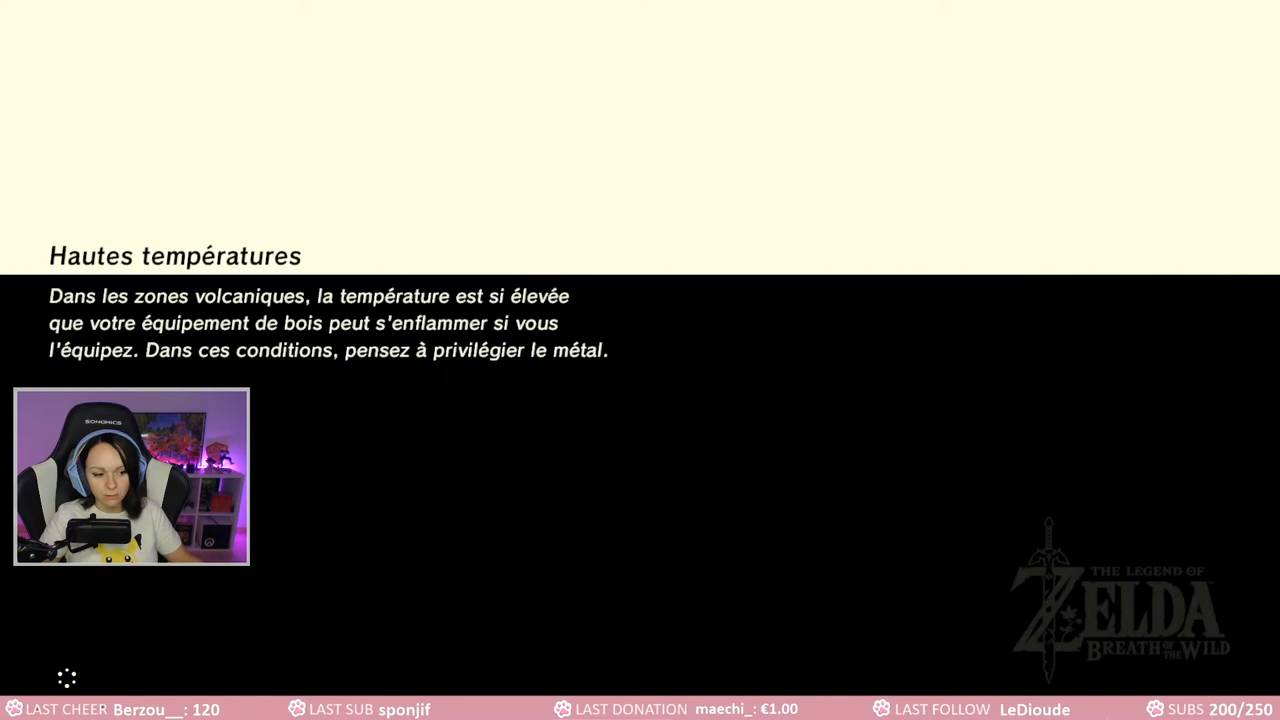 Hautes températures
Dans les zones volcaniques, la température est si élevée
que votre équipement de bois peut s'enflammer si vous
l'équipez. Dans ces conditions, pensez à privilégier le métal.
SONGMICS
THE LEGEND OF
ZELDA
BREATH OF THE WILD
LAST CHEER Berzou__: 120 LAST SUB sponjif LAST DONATION maechi_: €1.00 LAST FOLLOW LeDioude SUBS 200/250